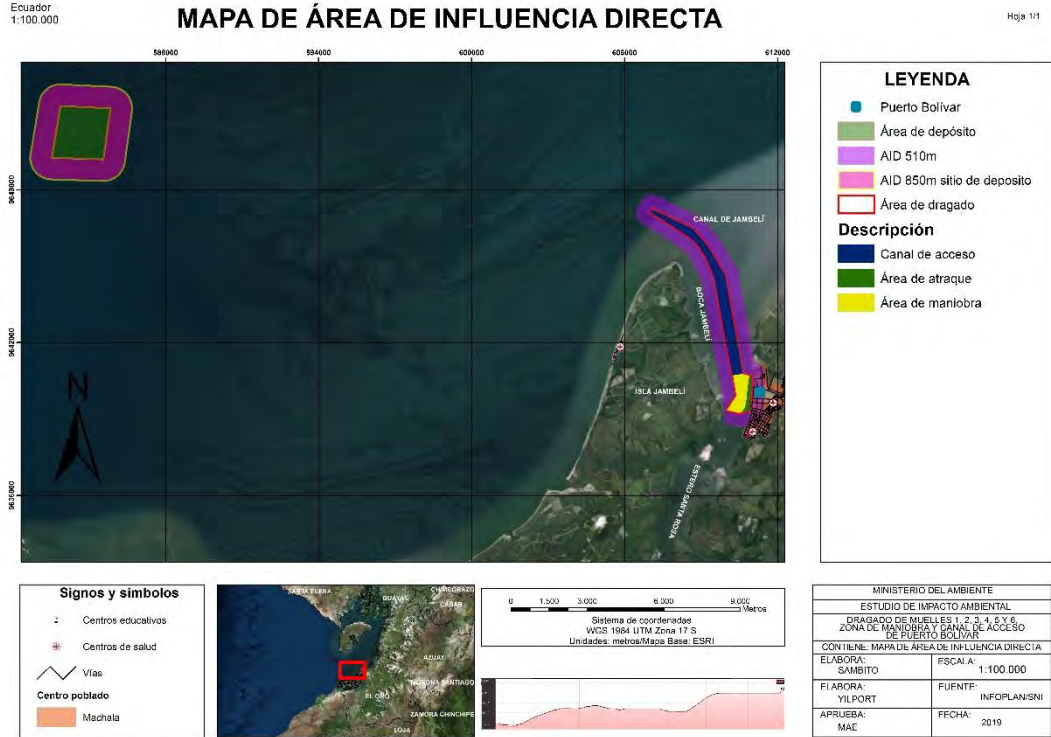 Ecuador
1:100.000
MAPA DE ÁREA DE INFLUENCIA DIRECTA
Hoja 1/1
588000 594000 600000 606000 612000
9648000
9642000
9636000
CANAL DE JAMBELÍ
BOCA JAMBELÍ
ISLA JAMBELÍ
ESTERO SANTA ROSA
N
LEYENDA
Puerto Bolívar
Área de depósito
AID 510m
AID 850m sitio de deposito
Área de dragado
Descripción
Canal de acceso
Área de atraque
Área de maniobra
Signos y simbolos
Centros educativos
Centros de salud
Vías
Centro poblado
Machala
SANTA ELENA
GUAYAS
CHIMBORAZO
CAÑAR
AZUAY
MORONA SANTIAGO
EL ORO
ZAMORA CHINCHIPE
LOJA
0 1.500 3.000 6.000 9.000
Metros
Sistema de coordenadas
WGS 1984 UTM Zona 17 S
Unidades: metros/Mapa Base: ESRI
MINISTERIO DEL AMBIENTE
ESTUDIO DE IMPACTO AMBIENTAL
DRAGADO DE MUELLES 1, 2, 3, 4, 5 Y 6,
ZONA DE MANIOBRA Y CANAL DE ACCESO
DE PUERTO BOLIVAR
CONTIENE: MAPA DE ÁREA DE INFLUENCIA DIRECTA
ELABORA:
SAMBITO
ESCALA:
1:100.000
ELABORA:
YILPORT
FUENTE:
INFOPLAN/SNI
APRUEBA:
MAE
FECHA:
2019